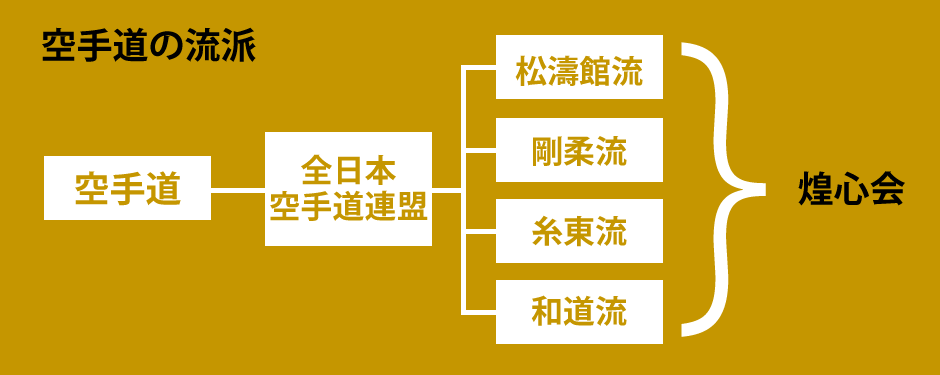 空手道の流派
空手道
全日本
空手道連盟
松濤館流
剛柔流
糸東流
和道流
煌心会